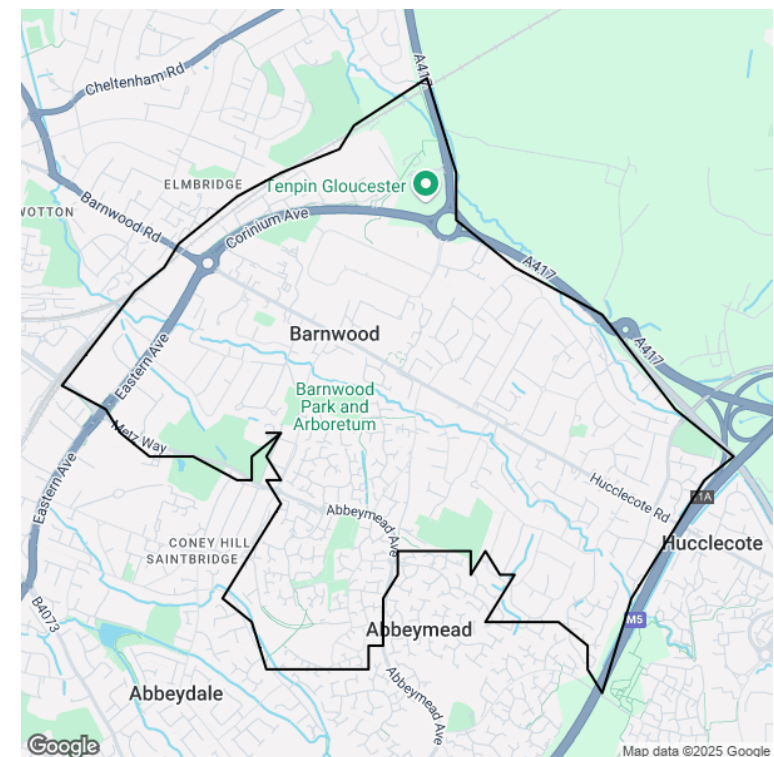 A417
Cheltenham Rd
ELMBRIDGE
Tenpin Gloucester
WOTTON
Barnwood Rd
Corinium Ave
A417
Barnwood
A417
Eastern Ave
Barnwood
Park and
Arboretum
Metz Way
Hucclecote Rd
Eastern Ave
Abbeymead Ave
CONEY HILL
SAINTBRIDGE
Hucclecote
B4073
M5
Abbeymead
Abbeydale
Abbeymead Ave
Google
Map data ©2025 Google